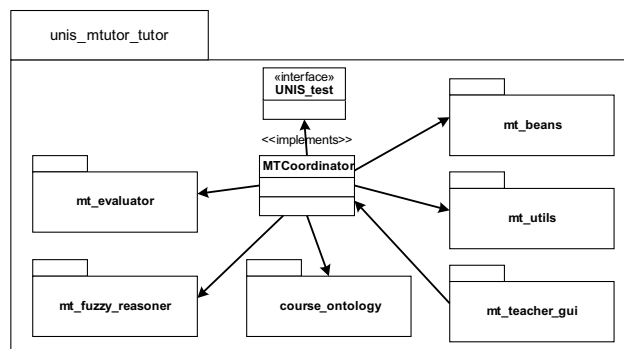 unis_mtutor_tutor
«interface»
UNIS_test
mt_beans
<<implements>>
MTCoordinator
mt_evaluator
mt_utils
mt_fuzzy_reasoner
course_ontology
mt_teacher_gui